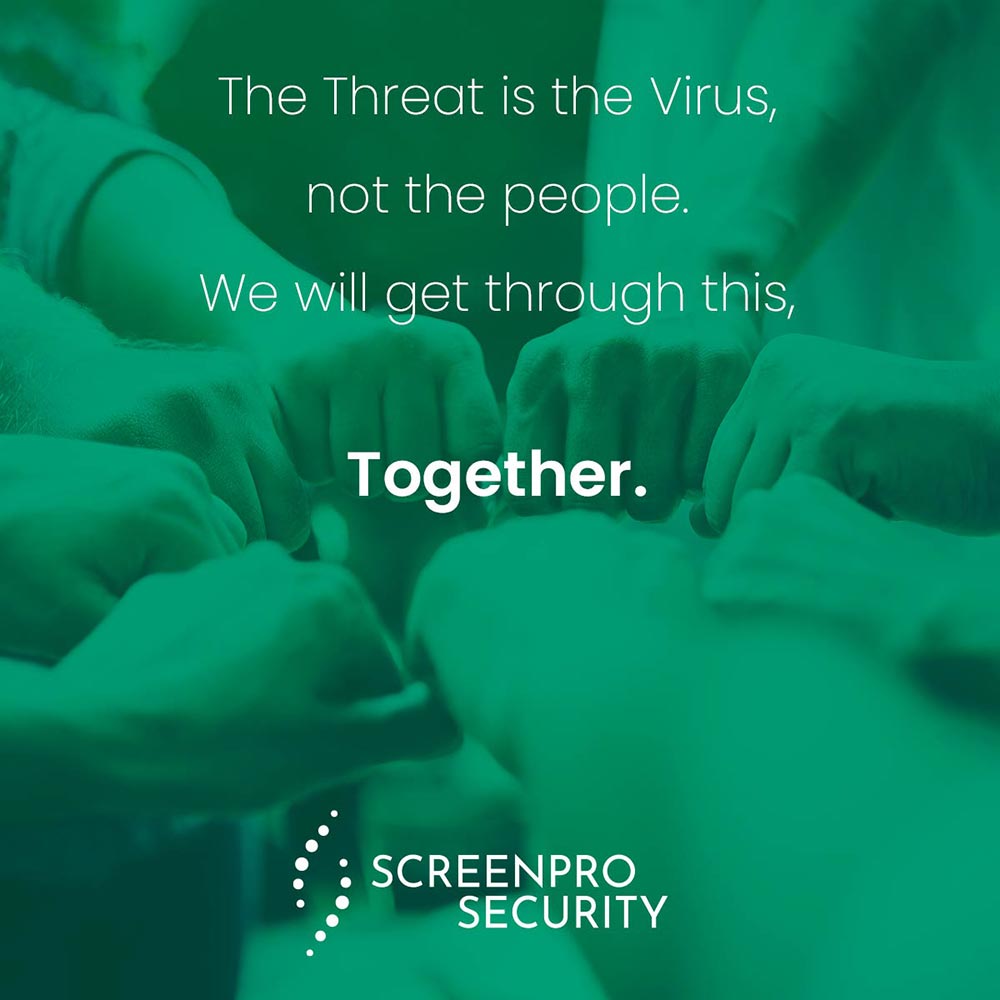 The Threat is the Virus,
not the people.
We will get through this,
Together.
SCREENPRO
SECURITY